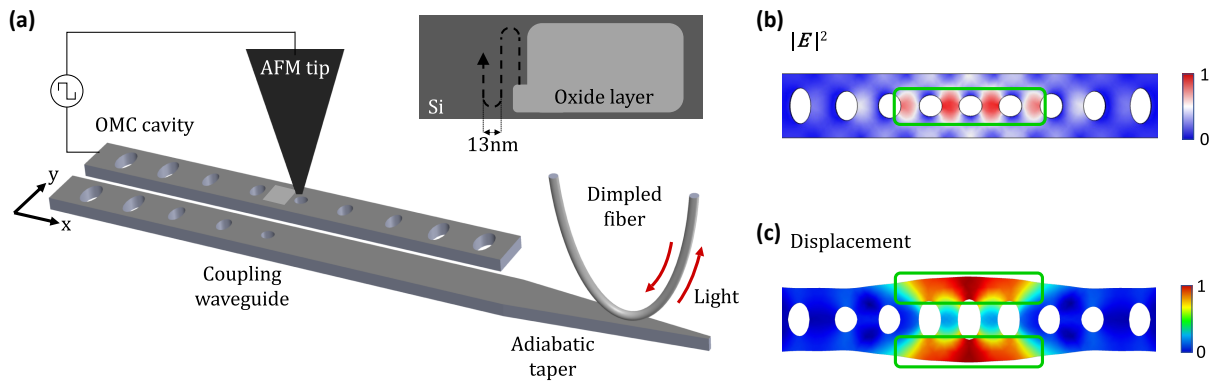 (a)
AFM tip
OMC cavity
y
x
Coupling
waveguide
Adiabatic
taper
Dimpled
fiber
Light
Si
Oxide layer
13nm
(b)
|E|²
1
0
(c) Displacement
1
0